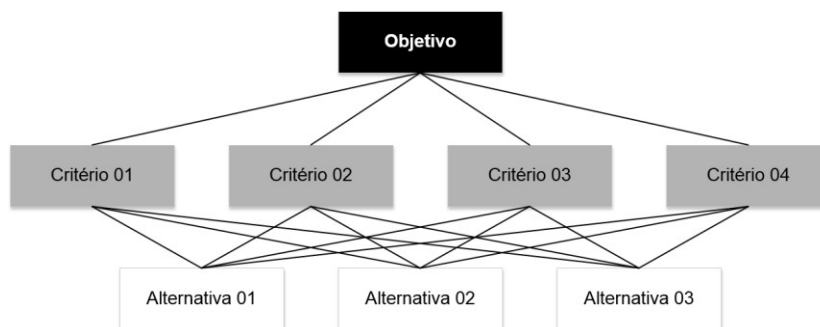 Objetivo
Critério 01
Critério 02
Critério 03
Critério 04
Alternativa 01
Alternativa 02
Alternativa 03